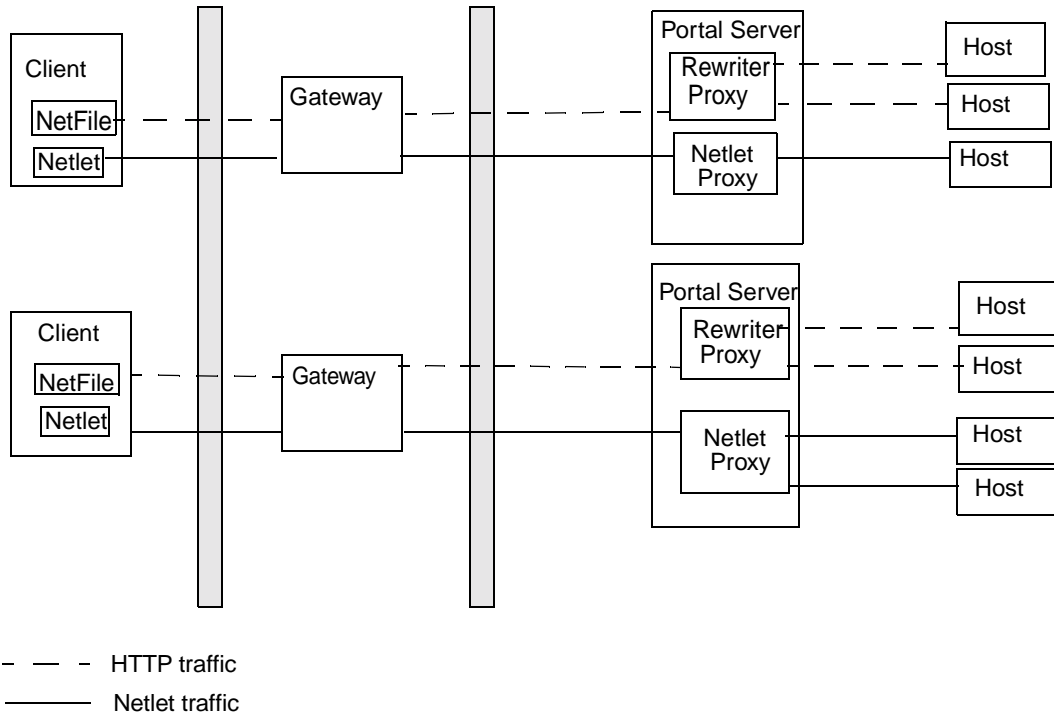 Client
NetFile
Netlet
Gateway
Portal Server
Rewriter
Proxy
Netlet
Proxy
Host
Host
Host
Client
NetFile
Netlet
Gateway
Portal Server
Rewriter
Proxy
Netlet
Proxy
Host
Host
Host
Host
HTTP traffic
Netlet traffic